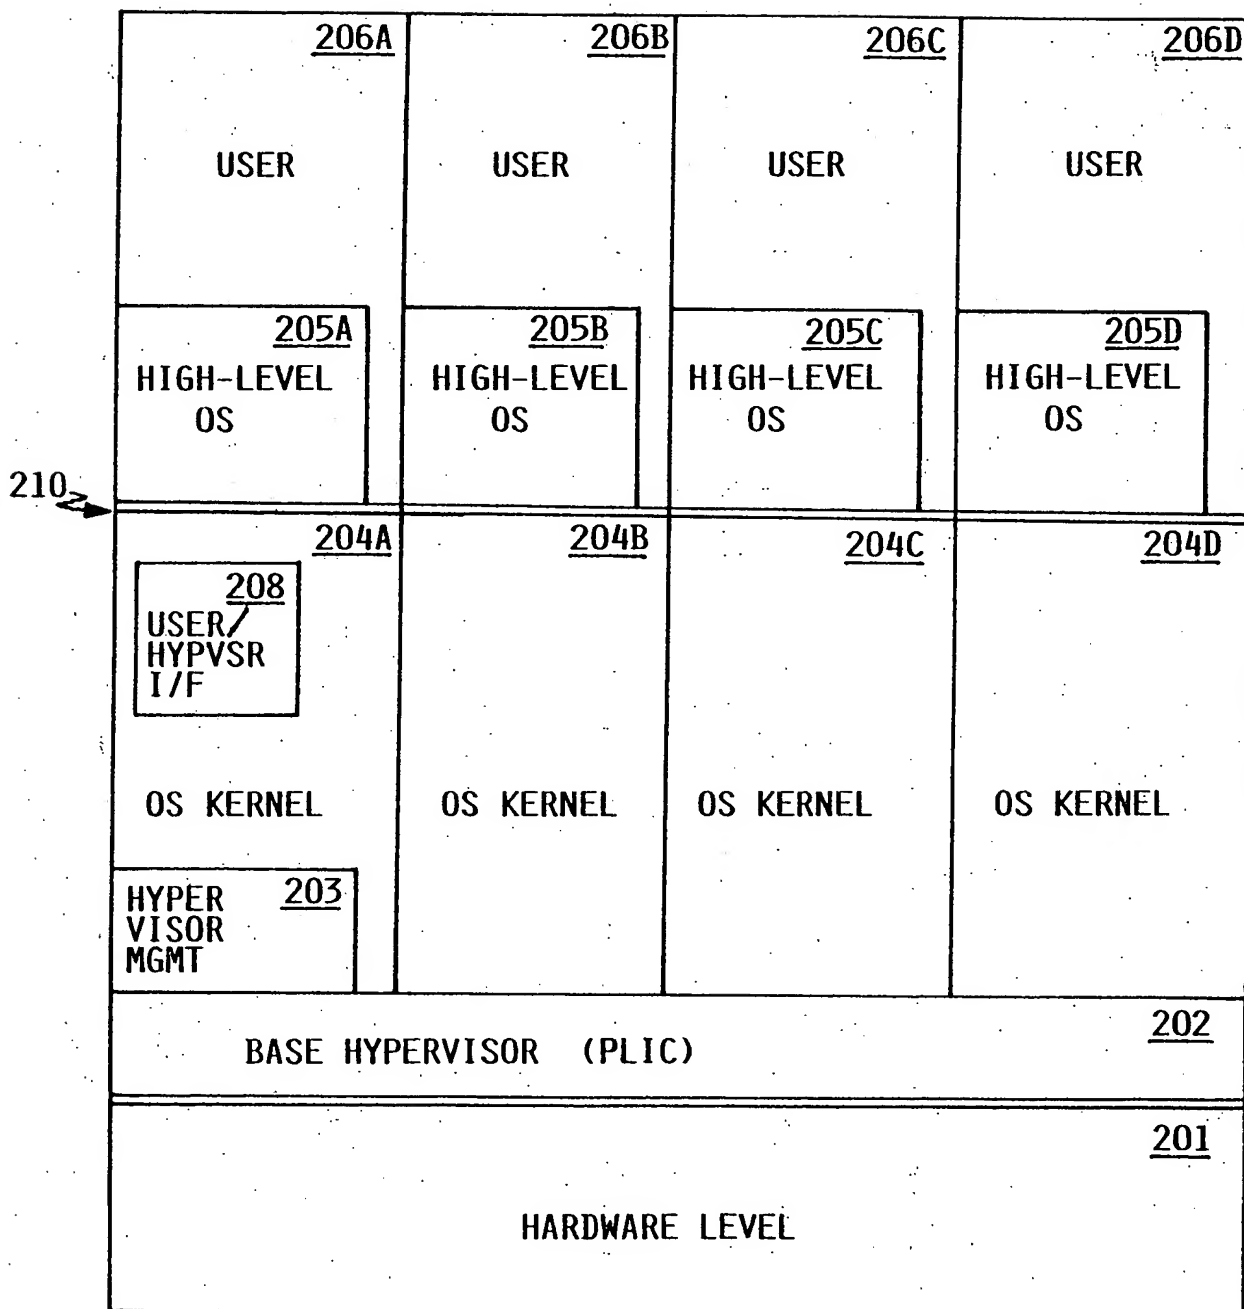 206A 206B 206C 206D
USER USER USER USER
205A 205B 205C 205D
HIGH-LEVEL HIGH-LEVEL HIGH-LEVEL HIGH-LEVEL
OS OS OS OS
210
204A 204B 204C 204D
208
USER/
HYPVSR
I/F
OS KERNEL OS KERNEL OS KERNEL OS KERNEL
HYPER 203
VISOR
MGMT
202
BASE HYPERVISOR (PLIC)
201
HARDWARE LEVEL